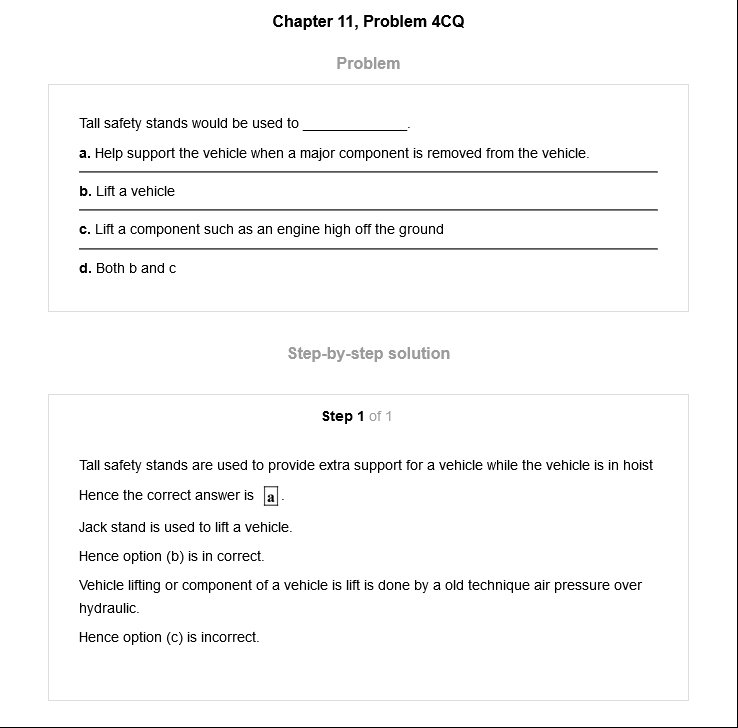 Chapter 11, Problem 4CQ
Problem
Tall safety stands would be used to ______________.
a. Help support the vehicle when a major component is removed from the vehicle.
b. Lift a vehicle
c. Lift a component such as an engine high off the ground
d. Both b and c
Step-by-step solution
Step 1 of 1
Tall safety stands are used to provide extra support for a vehicle while the vehicle is in hoist
Hence the correct answer is a.
Jack stand is used to lift a vehicle.
Hence option (b) is in correct.
Vehicle lifting or component of a vehicle is lift is done by a old technique air pressure over
hydraulic.
Hence option (c) is incorrect.